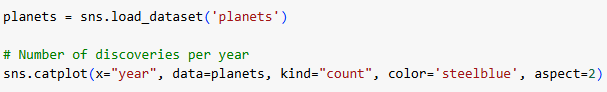 planets = sns.load_dataset('planets')
# Number of discoveries per year
sns.catplot(x="year", data=planets, kind="count", color='steelblue', aspect=2)